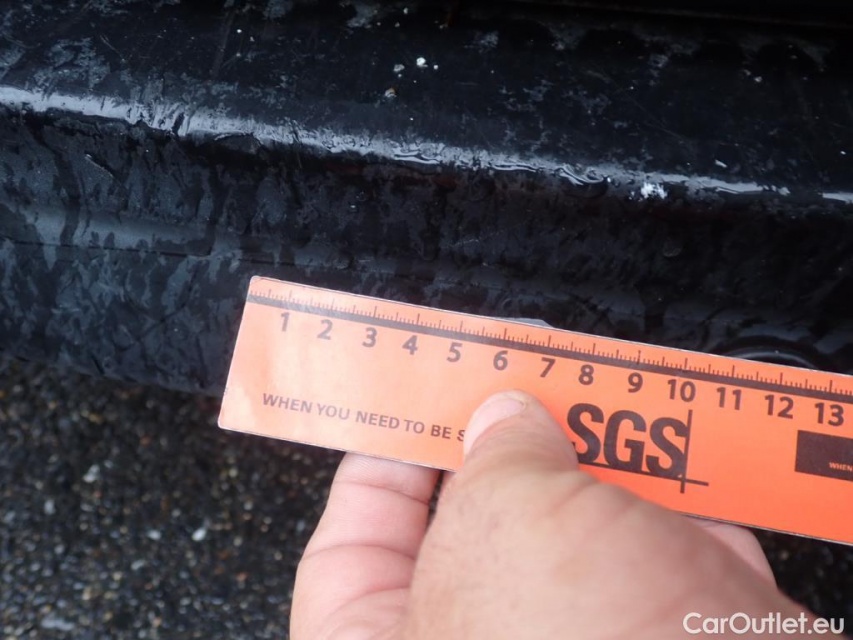 1 2 3 4 5 6 7 8 9 10 11 12 13
WHEN YOU NEED TO BE S
SGS
WHEN
CarOutlet.eu